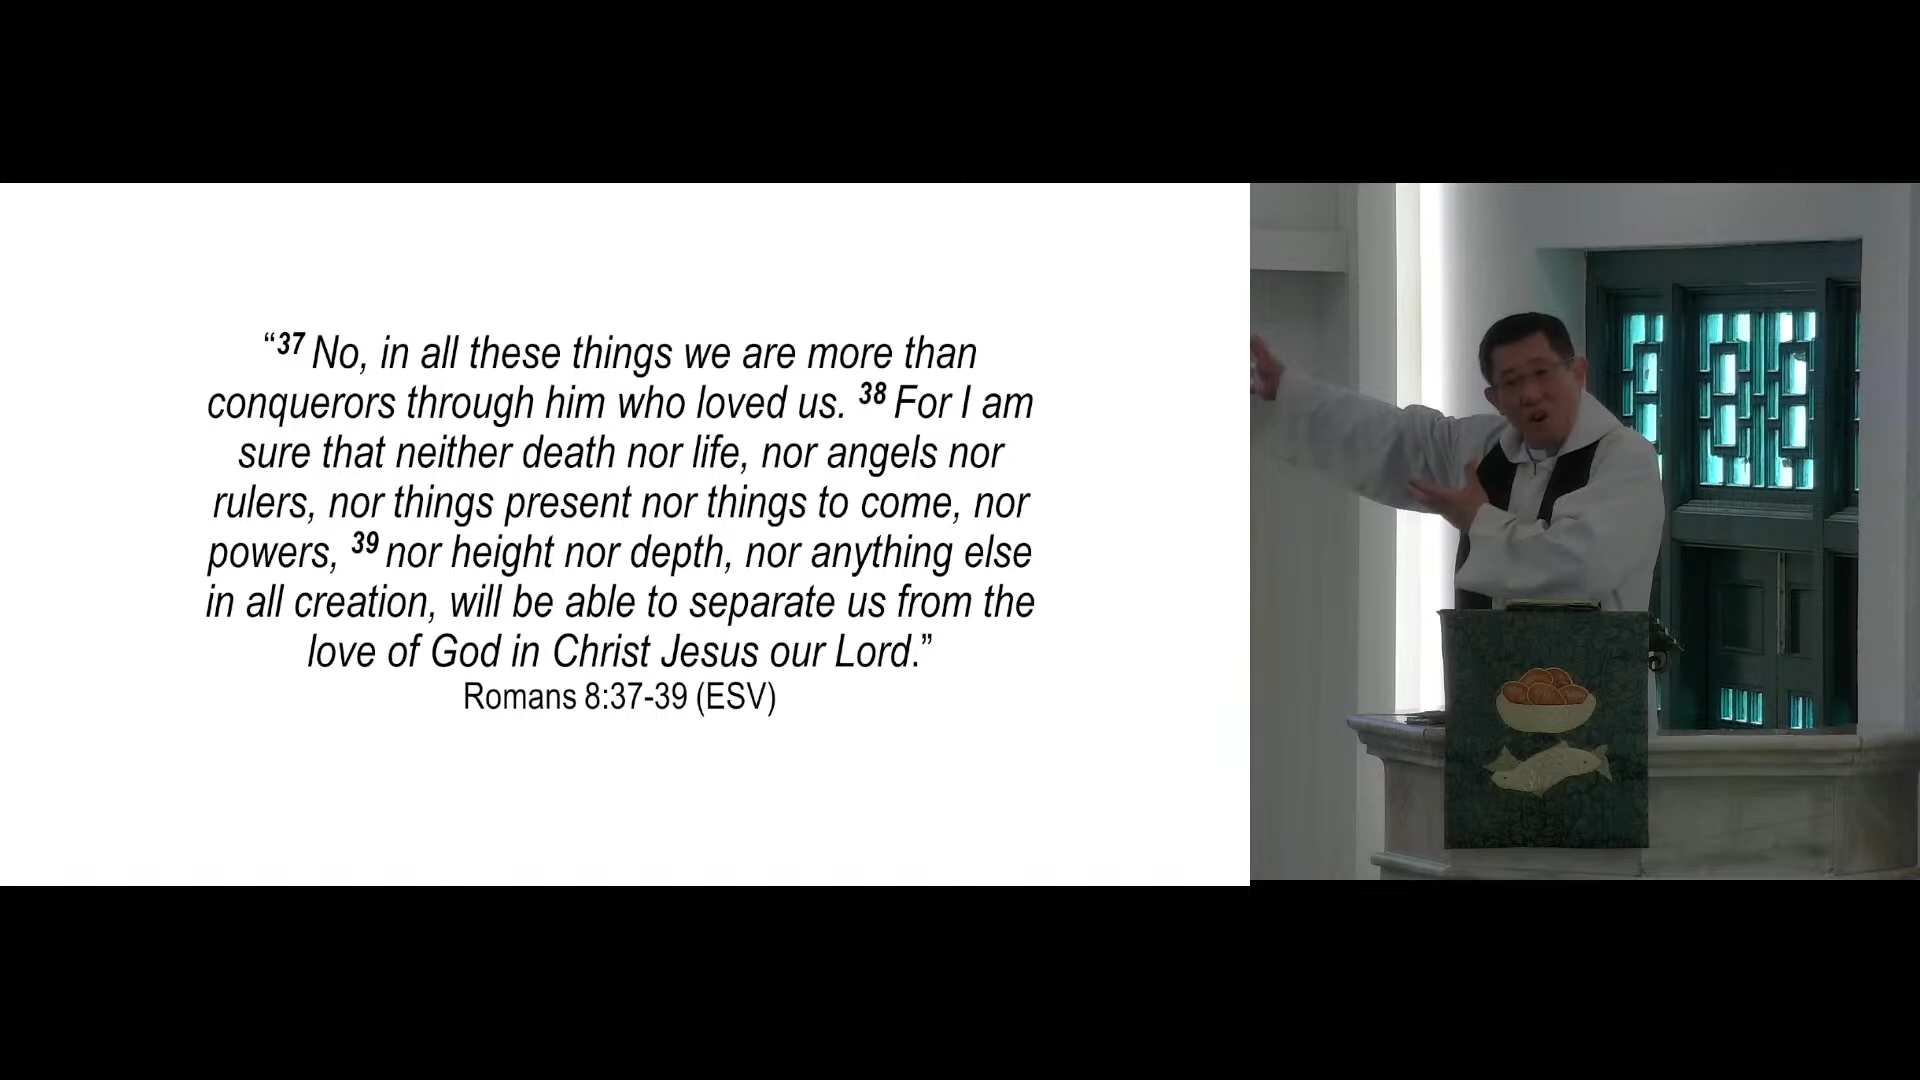 “37 No, in all these things we are more than
conquerors through him who loved us. 38 For I am
sure that neither death nor life, nor angels nor
rulers, nor things present nor things to come, nor
powers, 39 nor height nor depth, nor anything else
in all creation, will be able to separate us from the
love of God in Christ Jesus our Lord.”
Romans 8:37-39 (ESV)